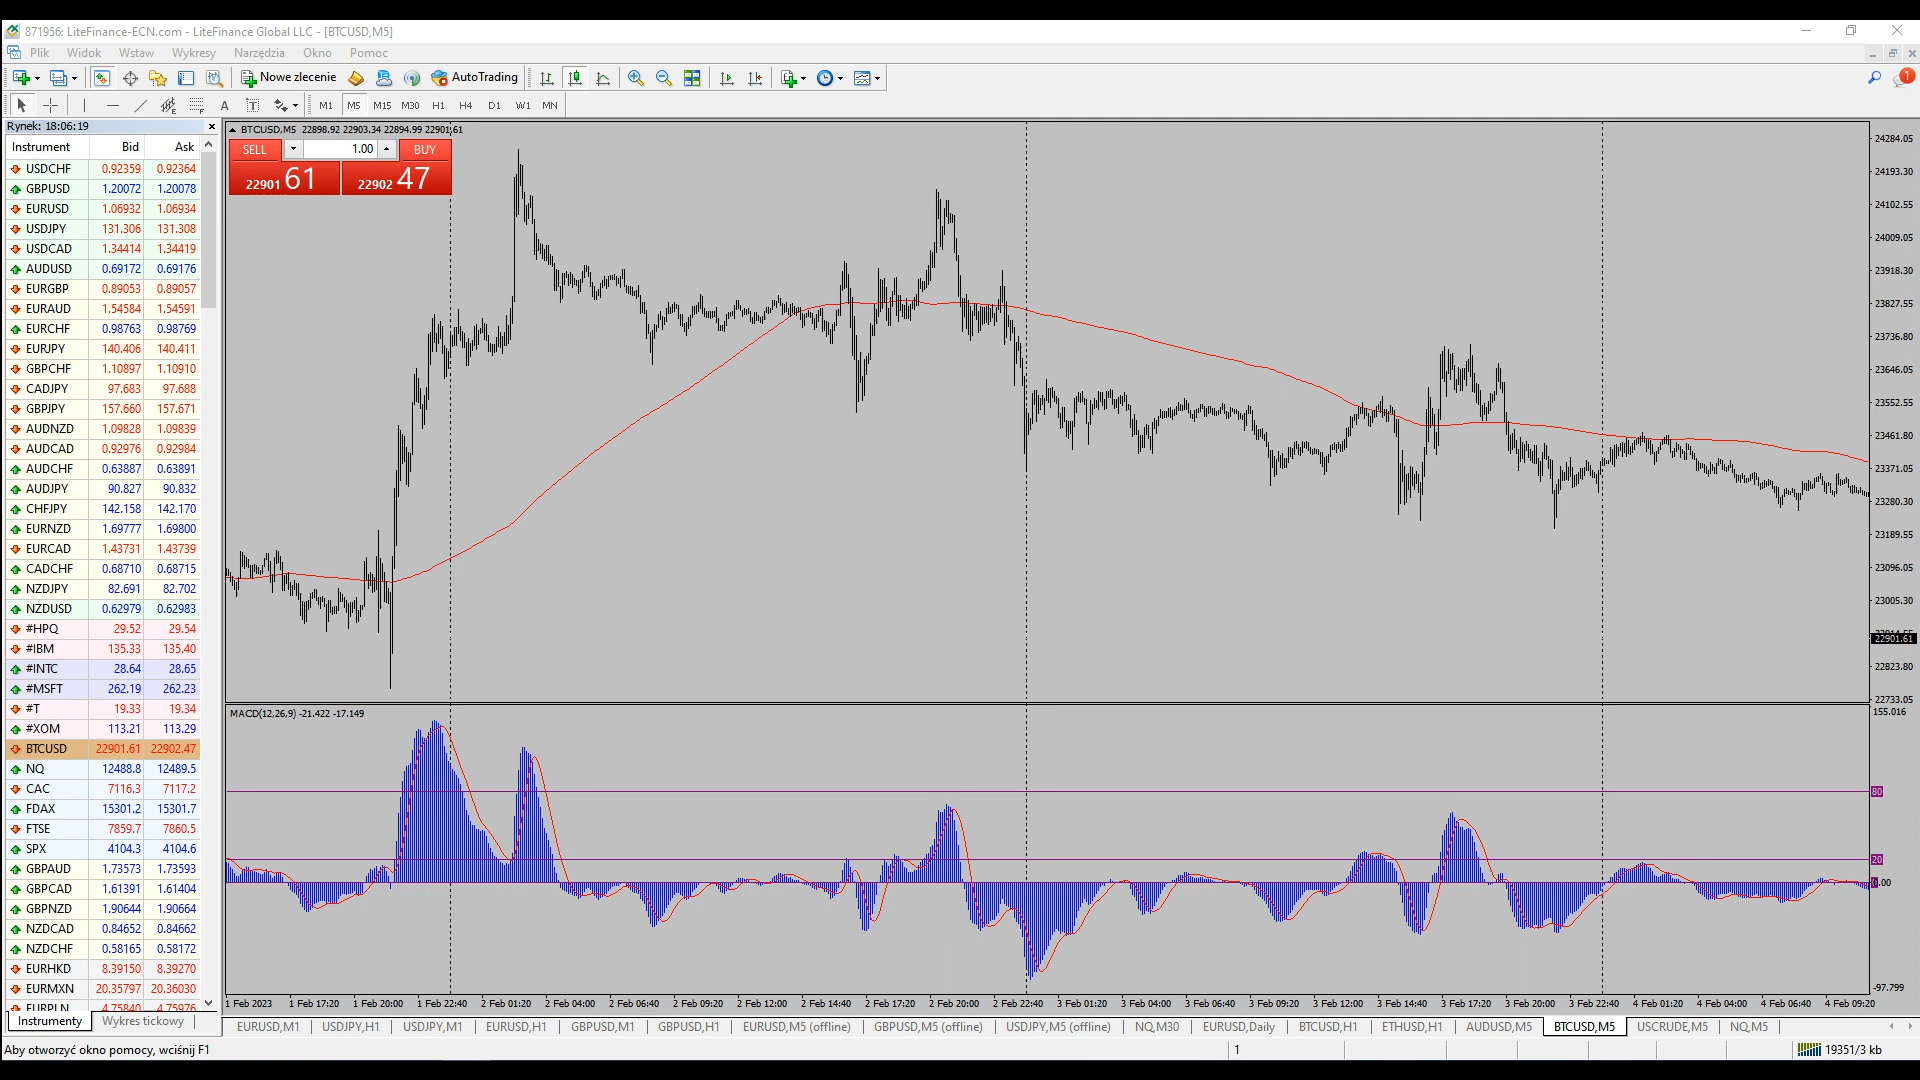 871956: LiteFinance-ECN.com - LiteFinance Global LLC - [BTCUSD,M5]
Plik Widok Wstaw Wykresy Narzędzia Okno Pomoc
Nowe zlecenie AutoTrading 1
A T M1 M5 M15 M30 H1 H4 D1 W1 MN
Rynek: 18:06:19
Instrument Bid Ask
USDCHF 0.92359 0.92364
GBPUSD 1.20072 1.20078
EURUSD 1.06932 1.06934
USDJPY 131.306 131.308
USDCAD 1.34414 1.34419
AUDUSD 0.69172 0.69176
EURGBP 0.89053 0.89057
EURAUD 1.54584 1.54591
EURCHF 0.98763 0.98769
EURJPY 140.406 140.411
GBPCHF 1.10897 1.10910
CADJPY 97.683 97.688
GBPJPY 157.660 157.671
AUDNZD 1.09828 1.09839
AUDCAD 0.92976 0.92984
AUDCHF 0.63887 0.63891
AUDJPY 90.827 90.832
CHFJPY 142.158 142.170
EURNZD 1.69777 1.69800
EURCAD 1.43731 1.43739
CADCHF 0.68710 0.68715
NZDJPY 82.691 82.702
NZDUSD 0.62979 0.62983
#HPQ 29.52 29.54
#IBM 135.33 135.40
#INTC 28.64 28.65
#MSFT 262.19 262.23
#T 19.33 19.34
#XOM 113.21 113.29
BTCUSD 22901.61 22902.47
NQ 12488.8 12489.5
CAC 7116.3 7117.2
FDAX 15301.2 15301.7
FTSE 7859.7 7860.5
SPX 4104.3 4104.6
GBPAUD 1.73573 1.73593
GBPCAD 1.61391 1.61404
GBPNZD 1.90644 1.90664
NZDCAD 0.84652 0.84662
NZDCHF 0.58165 0.58172
EURHKD 8.39150 8.39270
EURMXN 20.35797 20.36030
EURPLN 4.75840 4.75976
Instrumenty Wykres tickowy
BTCUSD,M5 22898.92 22903.34 22894.99 22901.61
SELL 1.00 BUY
22901 61 22902 47
24284.05
24193.30
24102.55
24009.05
23918.30
23827.55
23736.80
23646.05
23552.55
23461.80
23371.05
23280.30
23189.55
23096.05
23005.30
22901.61
22823.80
22733.05
MACD(12,26,9) -21.422 -17.149
155.016
80
20
0.00
-97.799
1 Feb 2023 1 Feb 17:20 1 Feb 20:00 1 Feb 22:40 2 Feb 01:20 2 Feb 04:00 2 Feb 06:40 2 Feb 09:20 2 Feb 12:00 2 Feb 14:40 2 Feb 17:20 2 Feb 20:00 2 Feb 22:40 3 Feb 01:20 3 Feb 04:00 3 Feb 06:40 3 Feb 09:20 3 Feb 12:00 3 Feb 14:40 3 Feb 17:20 3 Feb 20:00 3 Feb 22:40 4 Feb 01:20 4 Feb 04:00 4 Feb 06:40 4 Feb 09:20
EURUSD,M1 USDJPY,H1 USDJPY,M1 EURUSD,H1 GBPUSD,M1 GBPUSD,H1 EURUSD,M5 (offline) GBPUSD,M5 (offline) USDJPY,M5 (offline) NQ,M30 EURUSD,Daily BTCUSD,H1 ETHUSD,H1 AUDUSD,M5 BTCUSD,M5 USCRUDE,M5 NQ,M5
Aby otworzyć okno pomocy, wciśnij F1 1 19351/3 kb